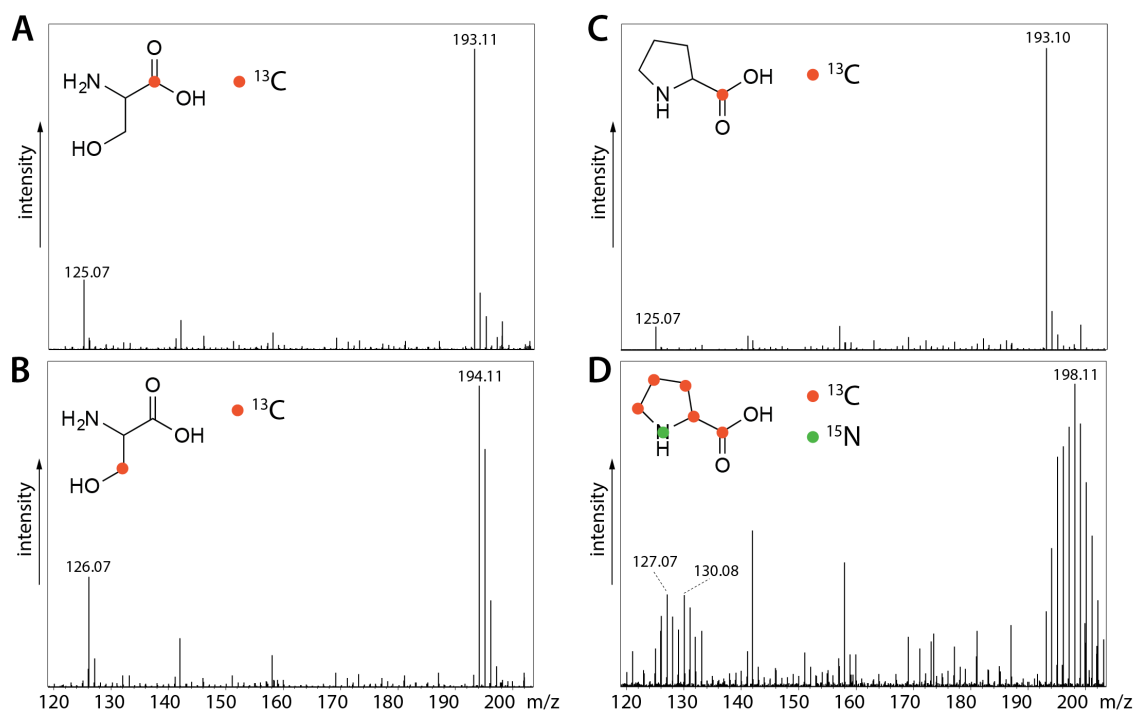 A
193.11
O
H₂N
OH
HO
¹³C
125.07
intensity
C
193.10
N
H
OH
O
¹³C
125.07
intensity
B
194.11
O
H₂N
OH
HO
¹³C
126.07
intensity
120 130 140 150 160 170 180 190 200 m/z
D
198.11
N
H
OH
O
¹³C
¹⁵N
127.07
130.08
intensity
120 130 140 150 160 170 180 190 200 m/z